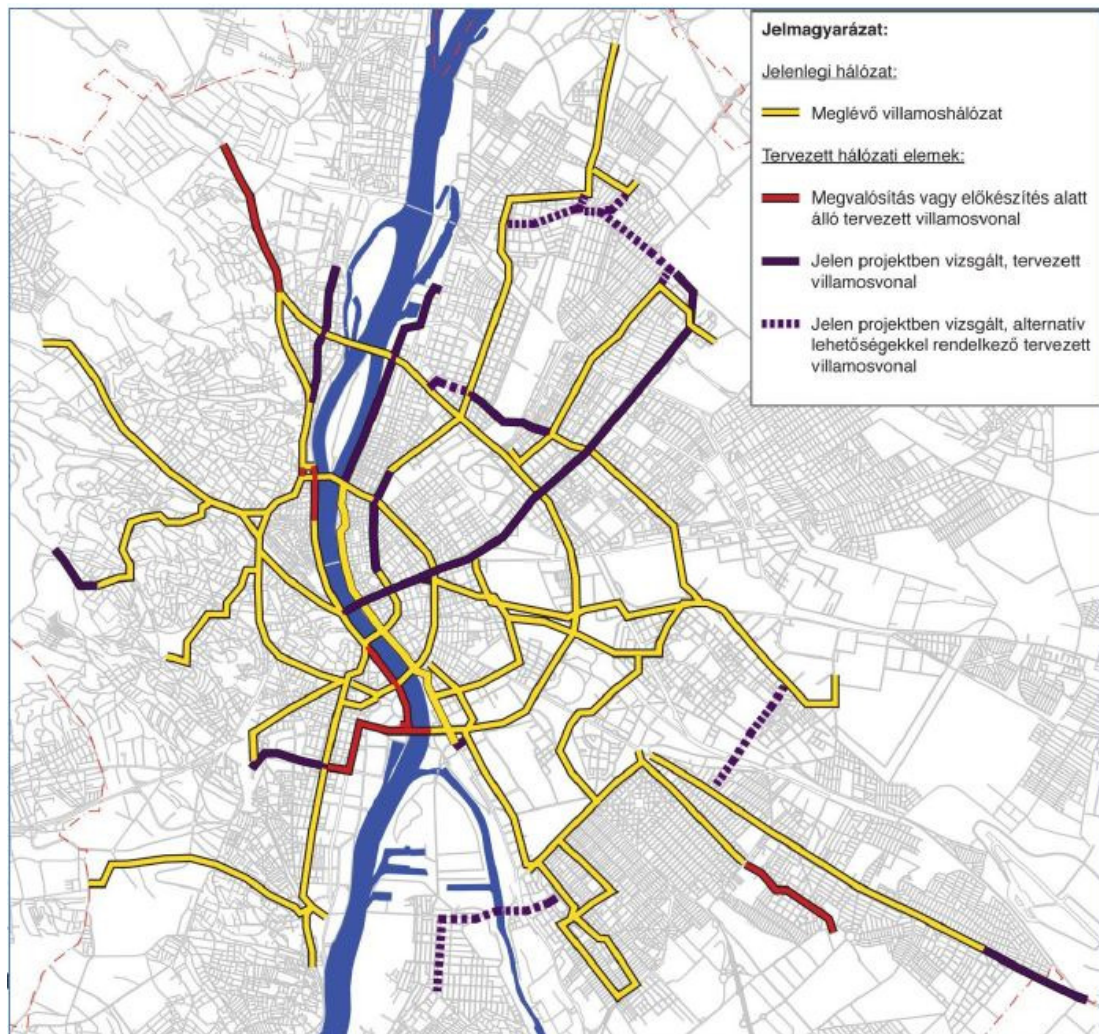 Jelmagyarázat:
Jelenlegi hálózat:
Meglévő villamoshálózat
Tervezett hálózati elemek:
Megvalósítás vagy előkészítés alatt
álló tervezett villamosvonal
Jelen projektben vizsgált, tervezett
villamosvonal
Jelen projektben vizsgált, alternatív
lehetőségekkel rendelkező tervezett
villamosvonal